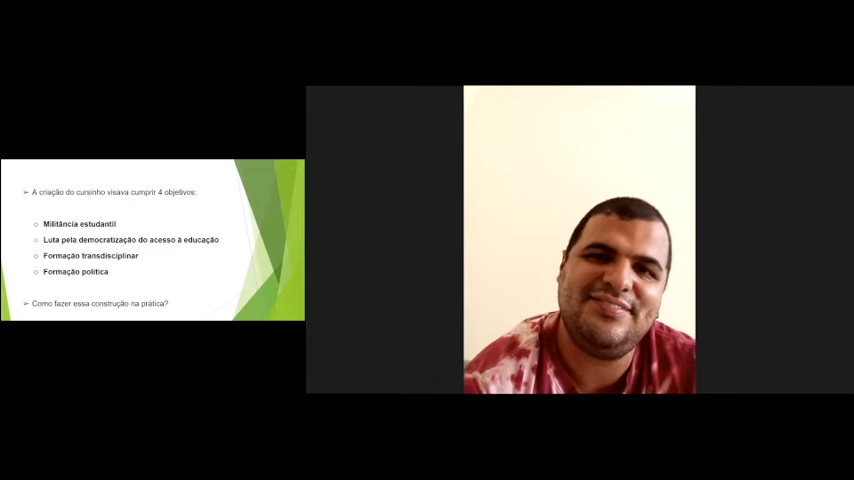 ➢ A criação do cursinho visava cumprir 4 objetivos:
○ Militância estudantil
○ Luta pela democratização do acesso à educação
○ Formação transdisciplinar
○ Formação política
➢ Como fazer essa construção na prática?